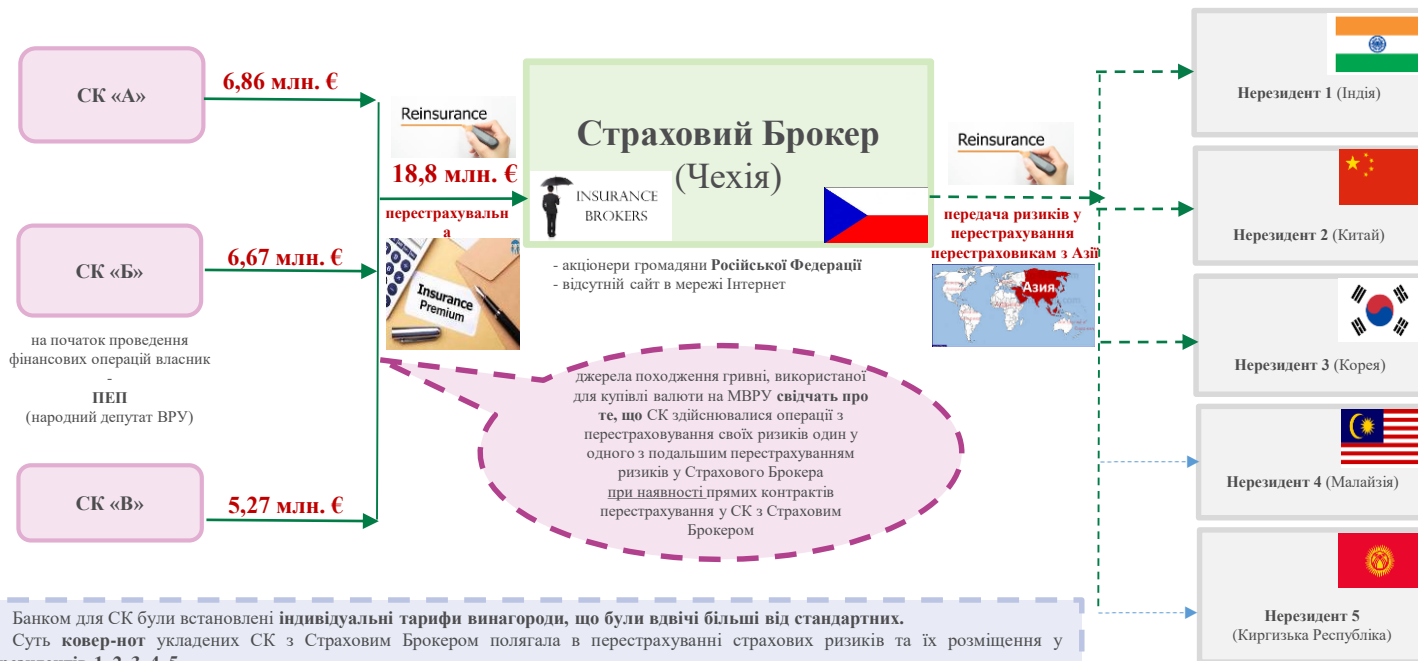 СК «А»
6,86 млн. €
Reinsurance
18,8 млн. €
перестрахувальн
а
Insurance
Premium
СК «Б»
6,67 млн. €
на початок проведення
фінансових операцій власник
-
ПЕП
(народний депутат ВРУ)
СК «В»
5,27 млн. €
Страховий Брокер
(Чехія)
INSURANCE
BROKERS
- акціонери громадяни Російської Федерації
- відсутній сайт в мережі Інтернет
Reinsurance
передача ризиків у
перестрахування
перестраховикам з Азії
Азия
джерела походження гривні, використаної
для купівлі валюти на МВРУ свідчать про
те, що СК здійснювалися операції з
перестраховування своїх ризиків один у
одного з подальшим перестрахуванням
ризиків у Страхового Брокера
при наявності прямих контрактів
перестрахування у СК з Страховим
Брокером
Нерезидент 1 (Індія)
Нерезидент 2 (Китай)
Нерезидент 3 (Корея)
Нерезидент 4 (Малайзія)
Нерезидент 5
(Киргизька Республіка)
Банком для СК були встановлені індивідуальні тарифи винагороди, що були вдвічі більші від стандартних.
Суть ковер-нот укладених СК з Страховим Брокером полягала в перестрахуванні страхових ризиків та їх розміщення у